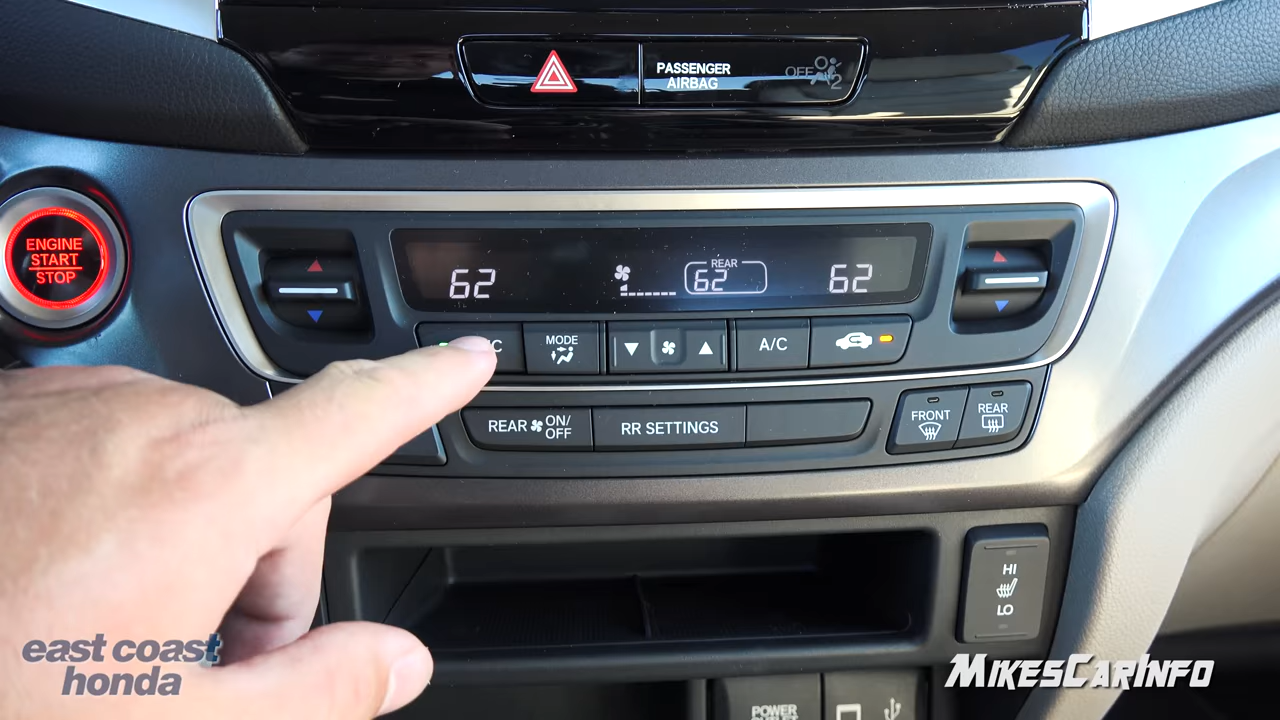 PASSENGER
AIRBAG
OFF
2
ENGINE
START
STOP
62
REAR
62
62
MODE
A/C
REAR ON/
OFF
RR SETTINGS
FRONT
REAR
HI
LO
east coast
honda
MIKESCARINFO
POWER